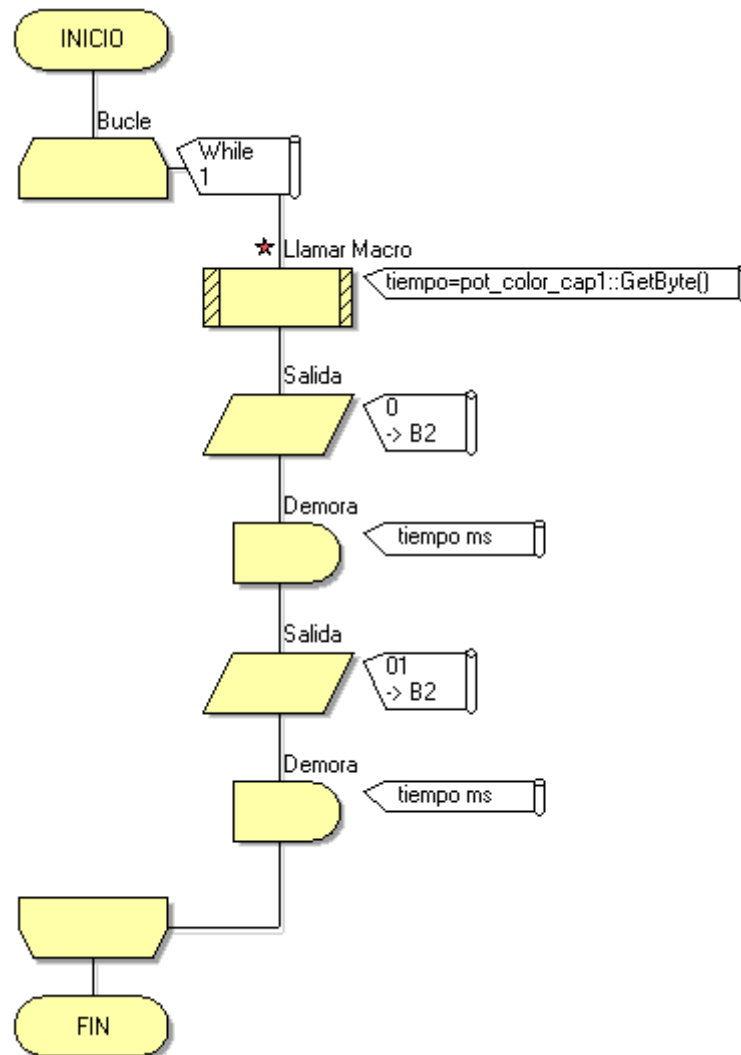 INICIO
Bucle
While
1
Llamar Macro
tiempo=pot_color_cap1::GetByte()
Salida
0
-> B2
Demora
tiempo ms
Salida
01
-> B2
Demora
tiempo ms
FIN